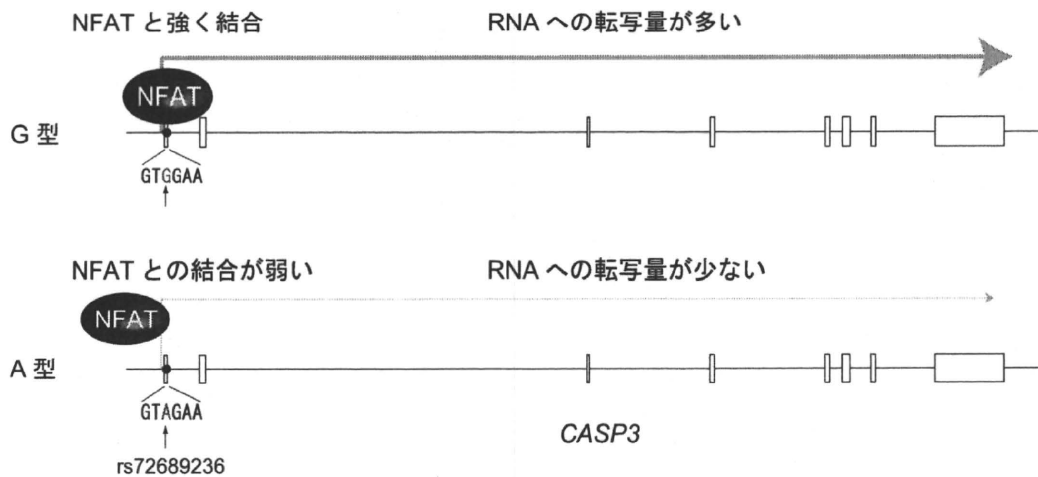 NFAT と強く結合
RNA への転写量が多い
NFAT
G 型
GTGGAA
NFAT との結合が弱い
RNA への転写量が少ない
NFAT
A 型
GTAGAA
CASP3
rs72689236